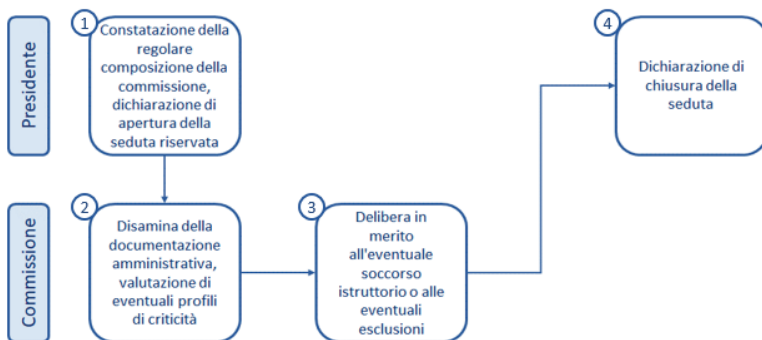 Presidente
1
Constatazione della
regolare
composizione della
commissione,
dichiarazione di
apertura della
seduta riservata
4
Dichiarazione di
chiusura della
seduta
Commissione
2
Disamina della
documentazione
amministrativa,
valutazione di
eventuali profili
di criticità
3
Delibera in
merito
all'eventuale
soccorso
istruttorio o alle
eventuali
esclusioni